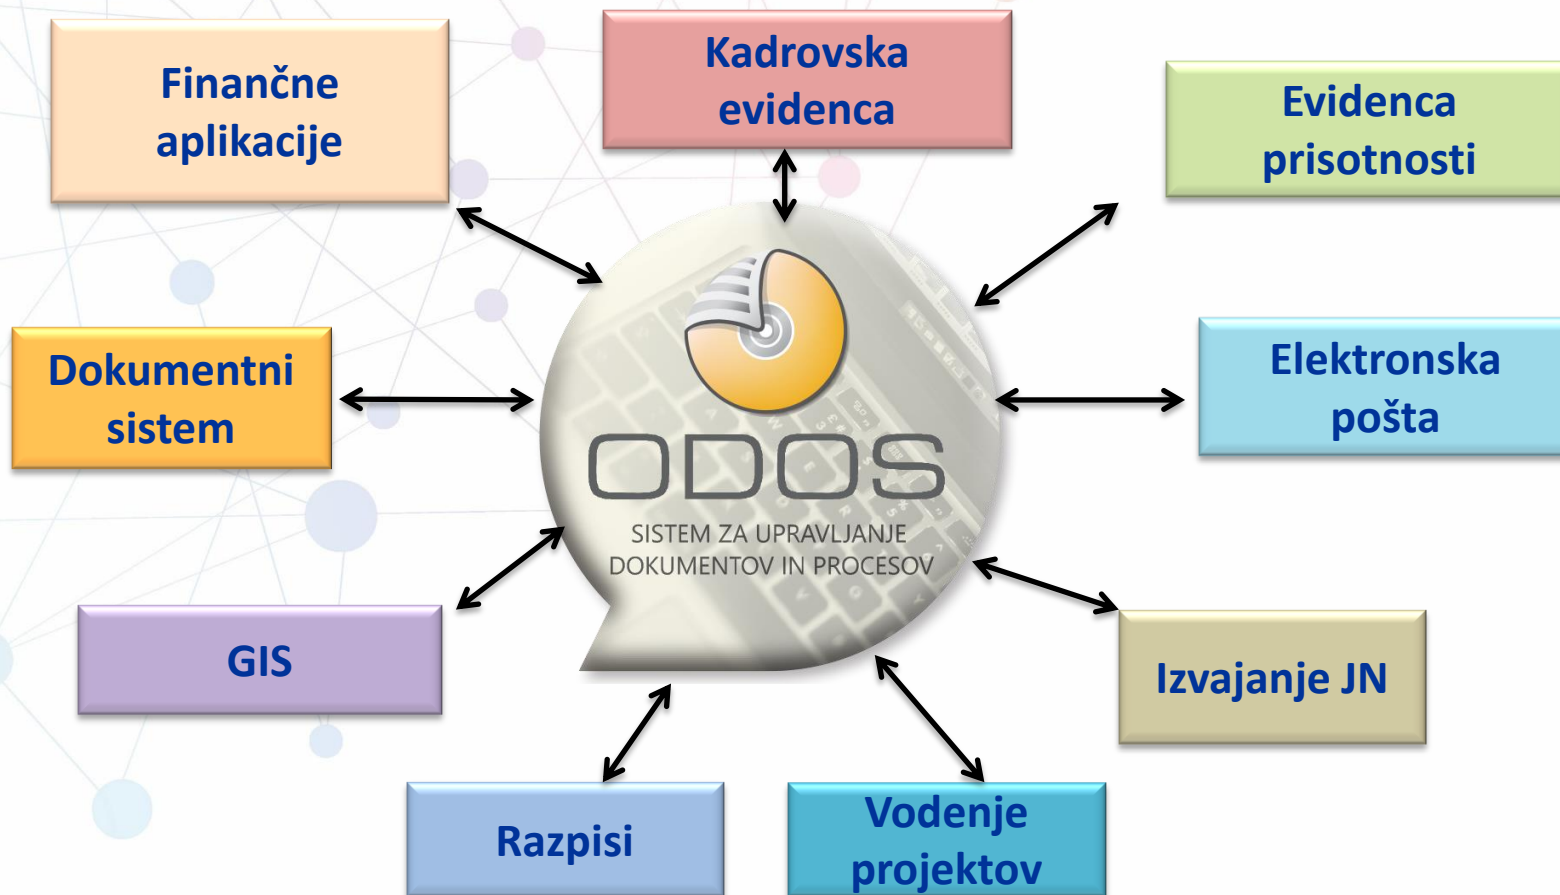 Finančne
aplikacije
Kadrovska
evidenca
Evidenca
prisotnosti
Dokumentni
sistem
ODOS
SISTEM ZA UPRAVLJANJE
DOKUMENTOV IN PROCESOV
Elektronska
pošta
GIS
Izvajanje JN
Razpisi
Vodenje
projektov